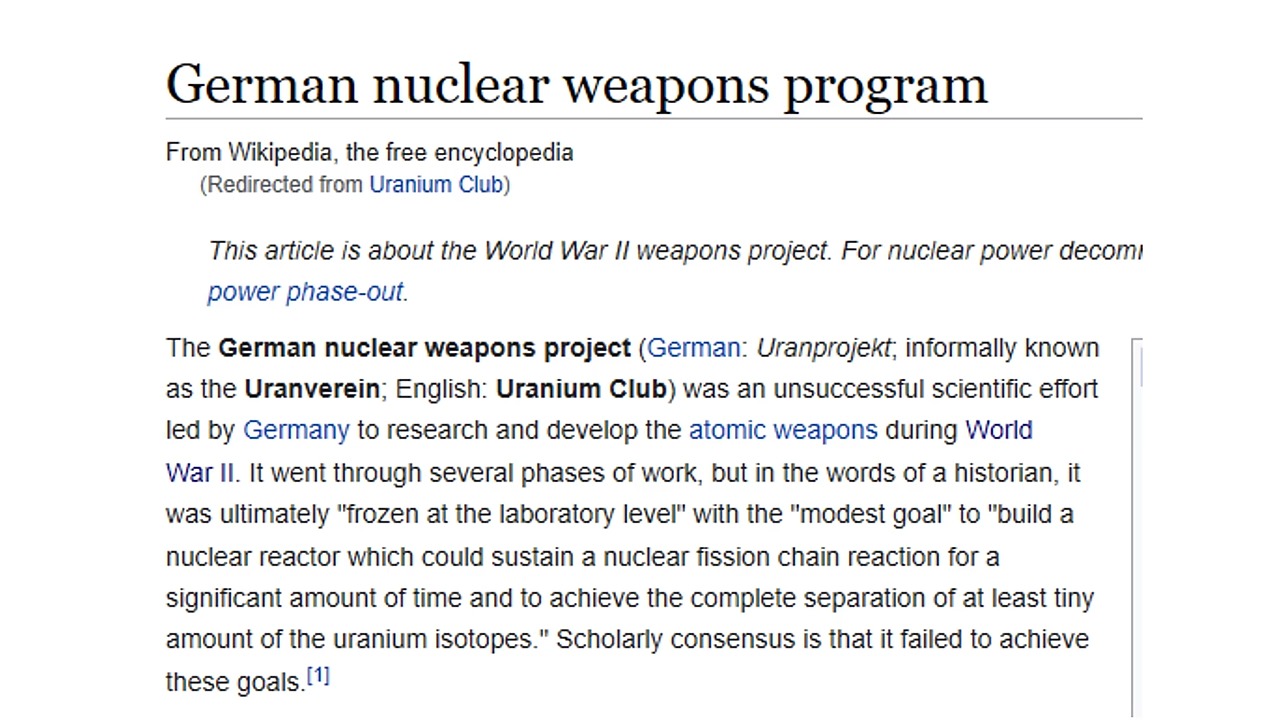 German nuclear weapons program
From Wikipedia, the free encyclopedia
(Redirected from Uranium Club)
This article is about the World War II weapons project. For nuclear power
power phase-out.
The German nuclear weapons project (German: Uranprojekt; informally known
as the Uranverein; English: Uranium Club) was an unsuccessful scientific effort
led by Germany to research and develop the atomic weapons during World
War II. It went through several phases of work, but in the words of a historian, it
was ultimately "frozen at the laboratory level" with the "modest goal" to "build a
nuclear reactor which could sustain a nuclear fission chain reaction for a
significant amount of time and to achieve the complete separation of at least tiny
amount of the uranium isotopes." Scholarly consensus is that it failed to achieve
these goals.[1]